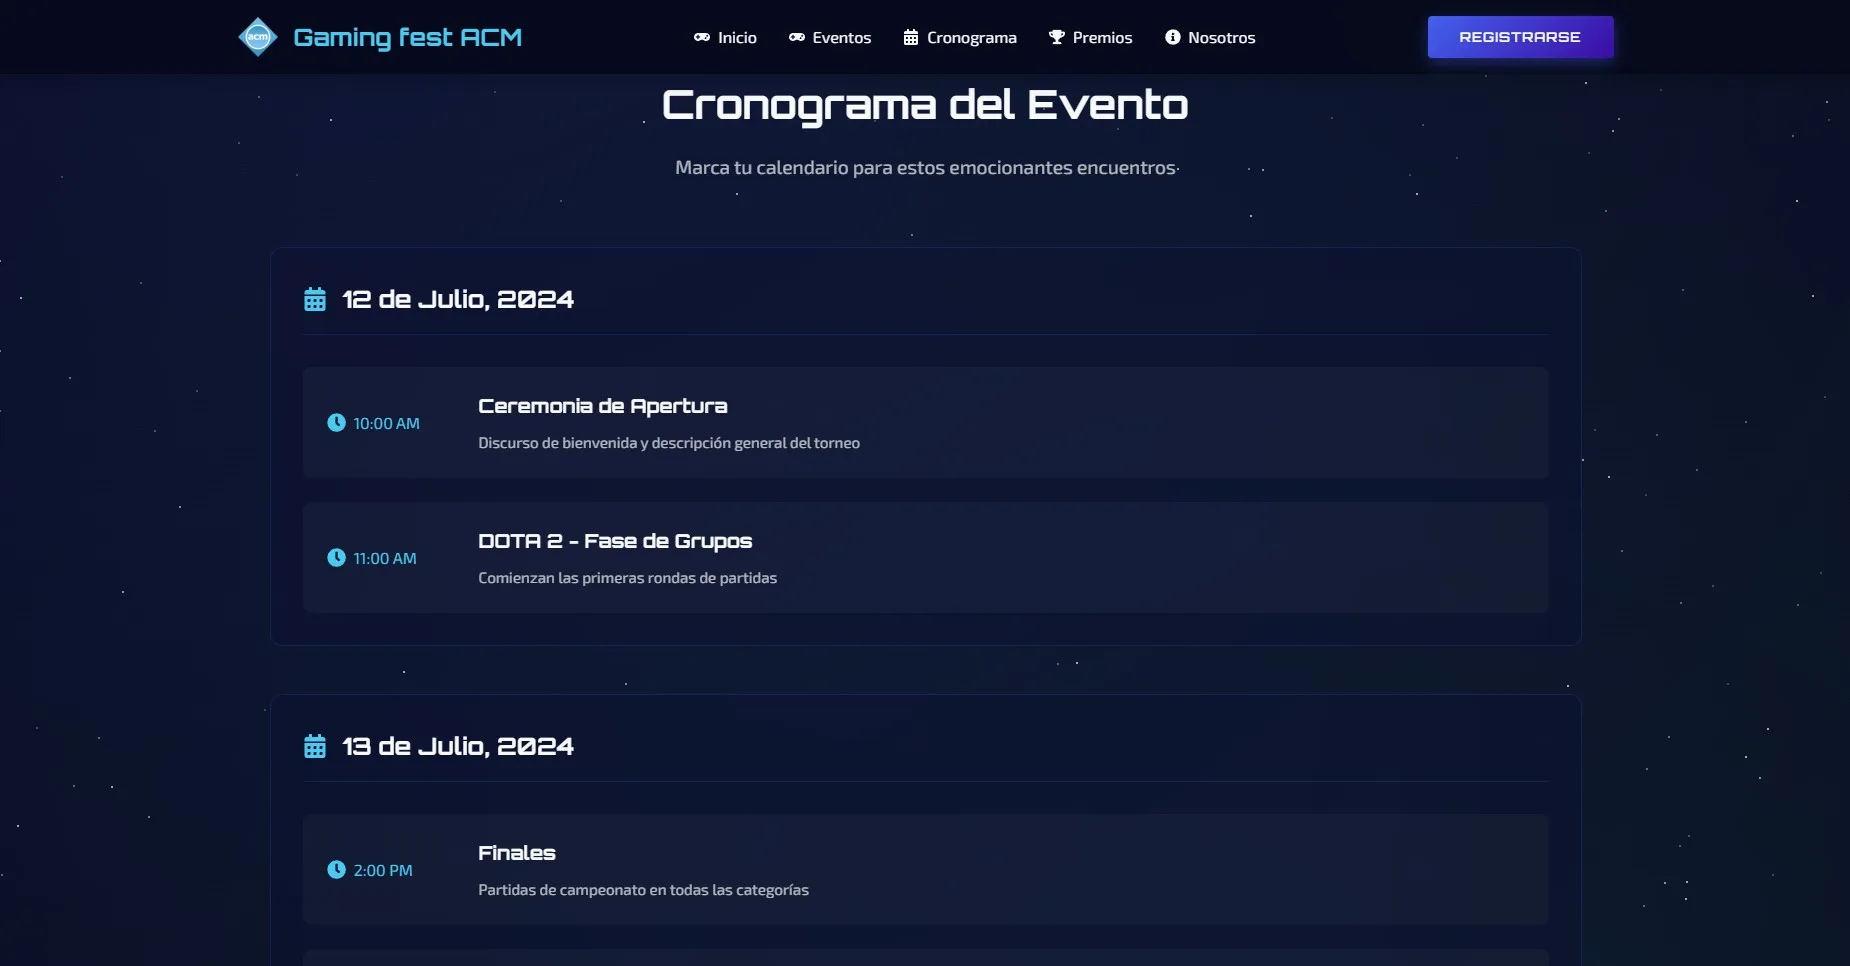 acm
Gaming fest ACM
Inicio
Eventos
Cronograma
Premios
Nosotros
REGISTRARSE
Cronograma del Evento
Marca tu calendario para estos emocionantes encuentros
12 de Julio, 2024
10:00 AM
Ceremonia de Apertura
Discurso de bienvenida y descripción general del torneo
11:00 AM
DOTA 2 - Fase de Grupos
Comienzan las primeras rondas de partidas
13 de Julio, 2024
2:00 PM
Finales
Partidas de campeonato en todas las categorías